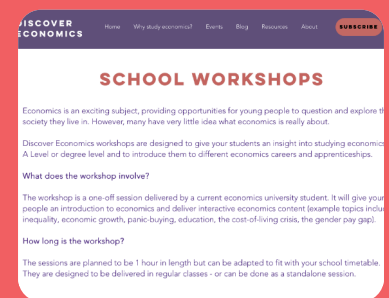 DISCOVER
ECONOMICS
Home Why study economics? Events Blog Resources About SUBSCRIBE
SCHOOL WORKSHOPS
Economics is an exciting subject, providing opportunities for young people to question and explore
society they live in. However, many have very little idea what economics is really about.
Discover Economics workshops are designed to give your students an insight into studying economics
A Level or degree level and to introduce them to different economics careers and apprenticeships.
What does the workshop involve?
The workshop is a one-off session delivered by a current economics university student. It will give your
people an introduction to economics and deliver interactive economics content (example topics
inequality, economic growth, panic-buying, education, the cost-of-living crisis, the gender pay gap).
How long is the workshop?
The sessions are planned to be 1 hour in length but can be adapted to fit with your school timetable.
They are designed to be delivered in regular classes - or can be done as a standalone session.